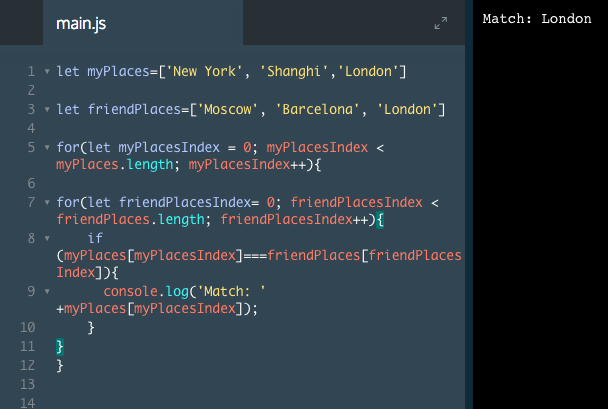 main.js
Match: London
1 let myPlaces=['New York', 'Shanghi','London']
2
3 let friendPlaces=['Moscow', 'Barcelona', 'London']
4
5 for(let myPlacesIndex = 0; myPlacesIndex <
myPlaces.length; myPlacesIndex++){
6
7 for(let friendPlacesIndex= 0; friendPlacesIndex <
friendPlaces.length; friendPlacesIndex++){
8 if
(myPlaces[myPlacesIndex]===friendPlaces[friendPlaces
Index]){
9 console.log('Match: '
+myPlaces[myPlacesIndex]);
10 }
11 }
12 }
13
14